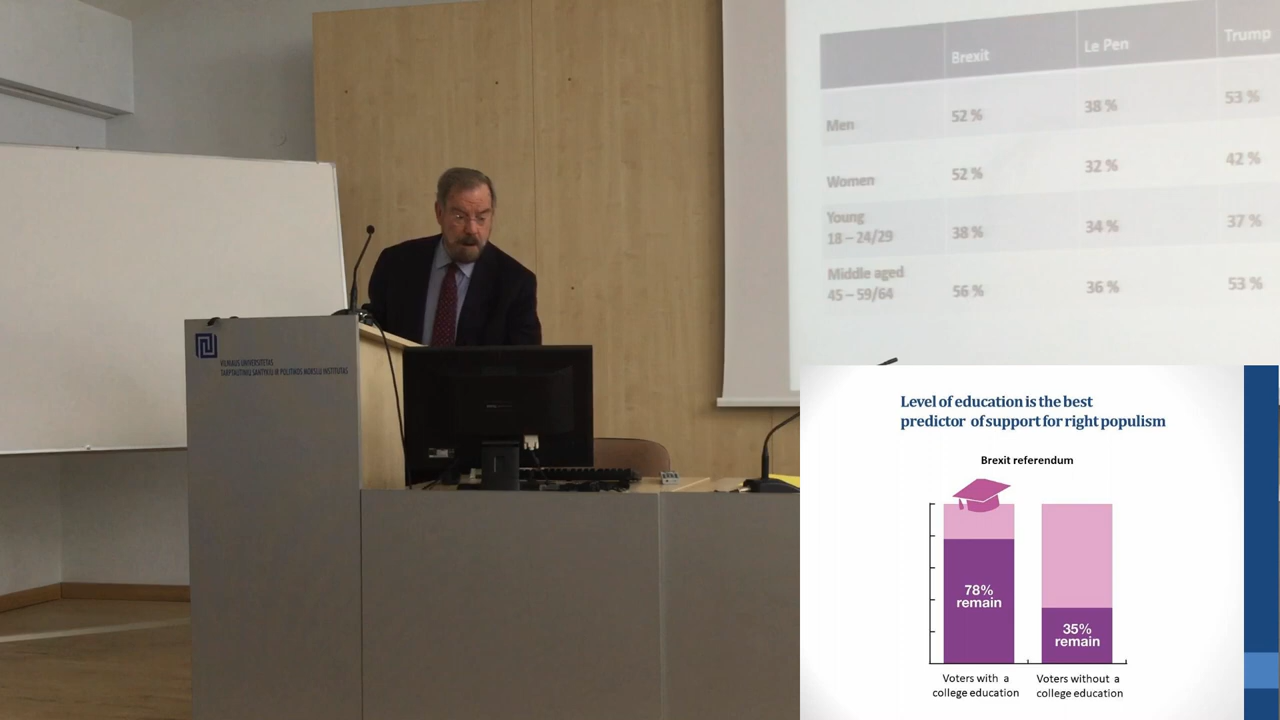 Brexit
Le Pen
Trump
Men
52 %
38 %
53 %
Women
52 %
32 %
42 %
Young
18 – 24/29
38 %
34 %
37 %
Middle aged
45 – 59/64
56 %
36 %
53 %
VILNIAUS UNIVERSITETAS
TARPTAUTINIŲ SANTYKIŲ IR POLITIKOS MOKSLŲ INSTITUTAS
Level of education is the best
predictor of support for right populism
Brexit referendum
78%
remain
35%
remain
Voters with a
college education
Voters without a
college education